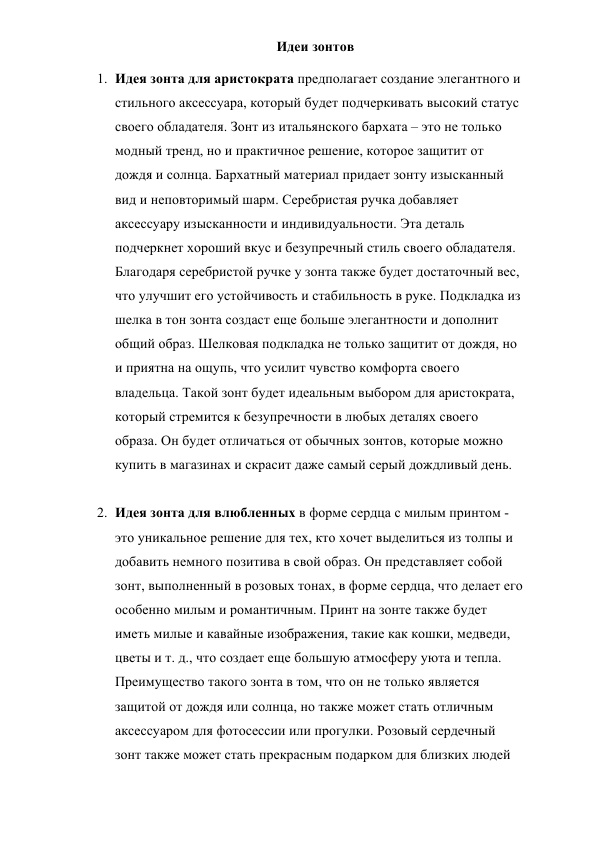 Идеи зонтов
1. Идея зонта для аристократа предполагает создание элегантного и
стильного аксессуара, который будет подчеркивать высокий статус
своего обладателя. Зонт из итальянского бархата – это не только
модный тренд, но и практичное решение, которое защитит от
дождя и солнца. Бархатный материал придает зонту изысканный
вид и неповторимый шарм. Серебристая ручка добавляет
аксессуару изысканности и индивидуальности. Эта деталь
подчеркнет хороший вкус и безупречный стиль своего обладателя.
Благодаря серебристой ручке у зонта также будет достаточный вес,
что улучшит его устойчивость и стабильность в руке. Подкладка из
шелка в тон зонта создаст еще больше элегантности и дополнит
общий образ. Шелковая подкладка не только защитит от дождя, но
и приятна на ощупь, что усилит чувство комфорта своего
владельца. Такой зонт будет идеальным выбором для аристократа,
который стремится к безупречности в любых деталях своего
образа. Он будет отличаться от обычных зонтов, которые можно
купить в магазинах и скрасит даже самый серый дождливый день.
2. Идея зонта для влюбленных в форме сердца с милым принтом -
это уникальное решение для тех, кто хочет выделиться из толпы и
добавить немного позитива в свой образ. Он представляет собой
зонт, выполненный в розовых тонах, в форме сердца, что делает его
особенно милым и романтичным. Принт на зонте также будет
иметь милые и кавайные изображения, такие как кошки, медведи,
цветы и т. д., что создает еще большую атмосферу уюта и тепла.
Преимущество такого зонта в том, что он не только является
защитой от дождя или солнца, но также может стать отличным
аксессуаром для фотосессии или прогулки. Розовый сердечный
зонт также может стать прекрасным подарком для близких людей